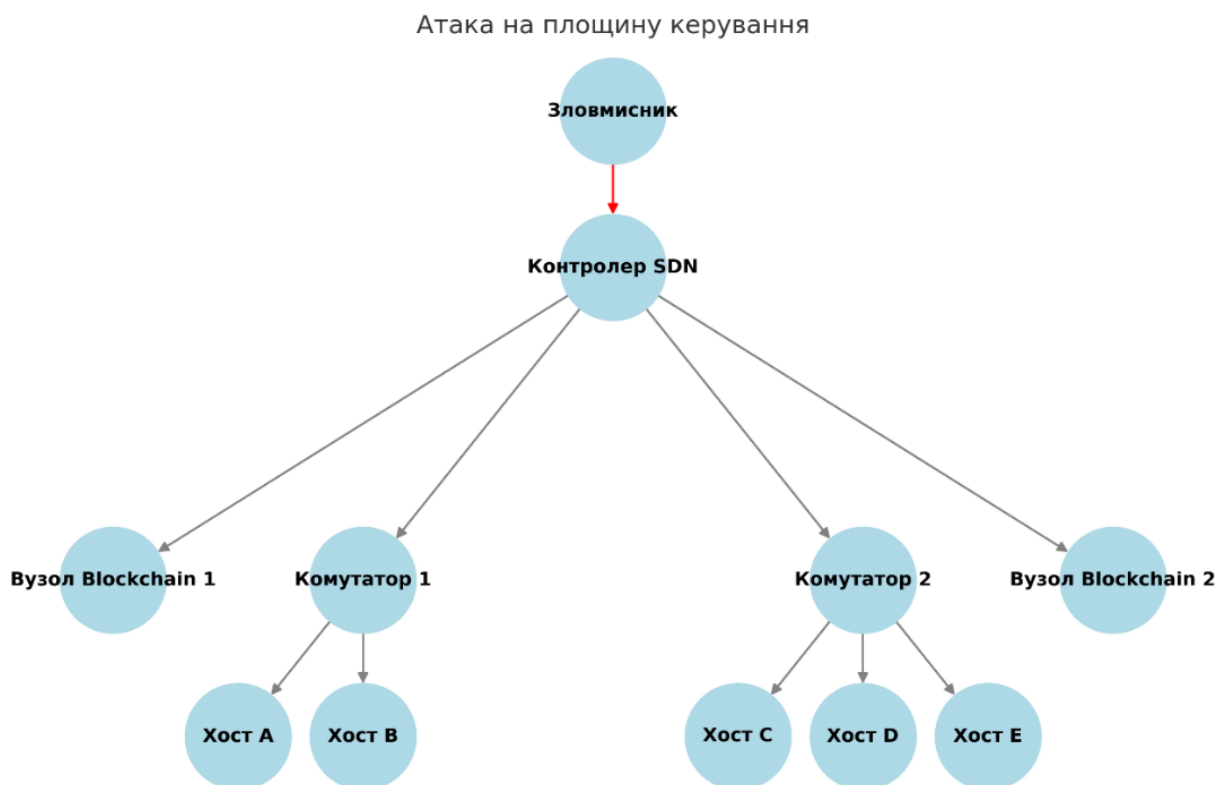 Атака на площину керування
Зловмисник
Контролер SDN
Вузол Blockchain 1
Комутатор 1
Комутатор 2
Вузол Blockchain 2
Хост A
Хост B
Хост C
Хост D
Хост E